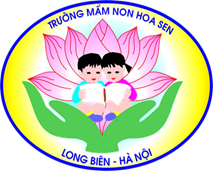 TRƯỜNG MẦM NON HOA SEN
LONG BIÊN - HÀ NỘI